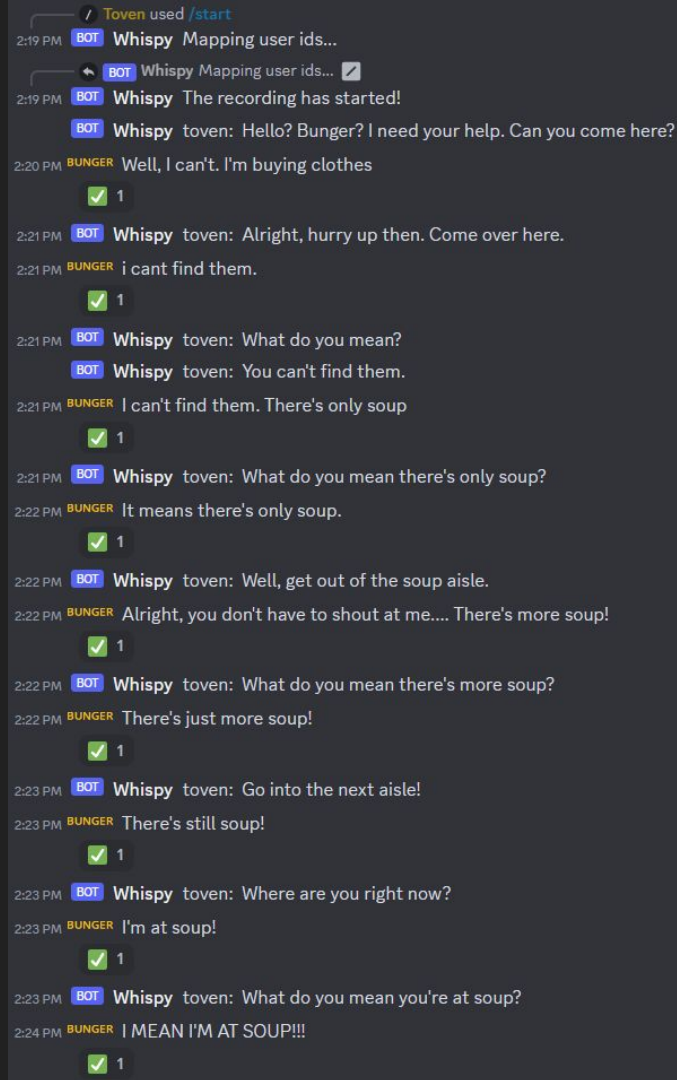 Toven used /start
2:19 PM BOT Whispy Mapping user ids...
BOT Whispy Mapping user ids...
2:19 PM BOT Whispy The recording has started!
BOT Whispy toven: Hello? Bunger? I need your help. Can you come here?
2:20 PM BUNGER Well, I can't. I'm buying clothes
1
2:21 PM BOT Whispy toven: Alright, hurry up then. Come over here.
2:21 PM BUNGER i cant find them.
1
2:21 PM BOT Whispy toven: What do you mean?
BOT Whispy toven: You can't find them.
2:21 PM BUNGER I can't find them. There's only soup
1
2:21 PM BOT Whispy toven: What do you mean there's only soup?
2:22 PM BUNGER It means there's only soup.
1
2:22 PM BOT Whispy toven: Well, get out of the soup aisle.
2:22 PM BUNGER Alright, you don't have to shout at me.... There's more soup!
1
2:22 PM BOT Whispy toven: What do you mean there's more soup?
2:22 PM BUNGER There's just more soup!
1
2:23 PM BOT Whispy toven: Go into the next aisle!
2:23 PM BUNGER There's still soup!
1
2:23 PM BOT Whispy toven: Where are you right now?
2:23 PM BUNGER I'm at soup!
1
2:23 PM BOT Whispy toven: What do you mean you're at soup?
2:24 PM BUNGER I MEAN I'M AT SOUP!!!
1